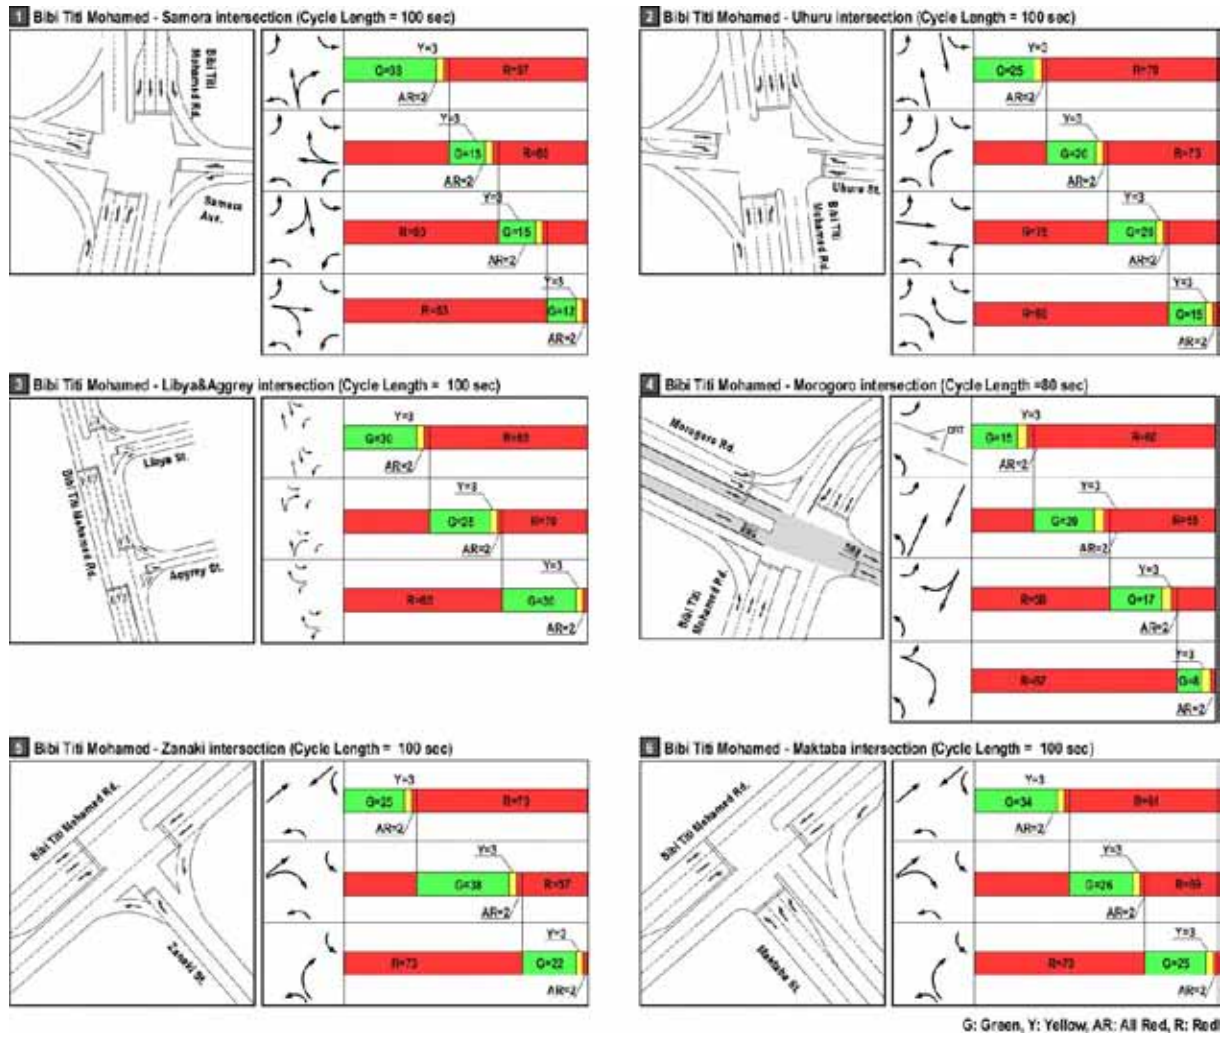 1 Bibi Titi Mohamed - Samora intersection (Cycle Length = 100 sec)
Bibi Titi
Mohamed Rd.
Samora
Ave.
Y=3
AR=2
Y=3
G=15
AR=2
Y=3
G=15
AR=2
Y=3
AR=2
2 Bibi Titi Mohamed - Uhuru intersection (Cycle Length = 100 sec)
Uhuru St.
Bibi Titi
Mohamed Rd.
Y=3
G=25
AR=2
Y=3
G=20
AR=2
Y=3
AR=2
Y=3
G=15
AR=2
3 Bibi Titi Mohamed - Libya&Aggrey intersection (Cycle Length = 100 sec)
Libya St.
Bibi Titi Mohamed Rd.
Aggrey St.
Y=3
G=30
AR=2
Y=3
G=25
AR=2
Y=3
G=30
AR=2
4 Bibi Titi Mohamed - Morogoro intersection (Cycle Length =80 sec)
Morogoro Rd.
Bibi Titi
Mohamed Rd.
Y=3
G=15
AR=2
Y=3
G=20
AR=2
Y=3
G=17
AR=2
Y=3
AR=2
5 Bibi Titi Mohamed - Zanaki intersection (Cycle Length = 100 sec)
Bibi Titi Mohamed Rd.
Zanaki St.
Y=3
G=25
AR=2
Y=3
G=38
R=57
AR=2
Y=3
R=73
G=22
AR=2
6 Bibi Titi Mohamed - Maktaba intersection (Cycle Length = 100 sec)
Bibi Titi Mohamed Rd.
Maktaba St.
Y=3
G=34
R=61
AR=2
Y=3
G=26
R=69
AR=2
Y=3
G=25
AR=2
G: Green, Y: Yellow, AR: All Red, R: Red